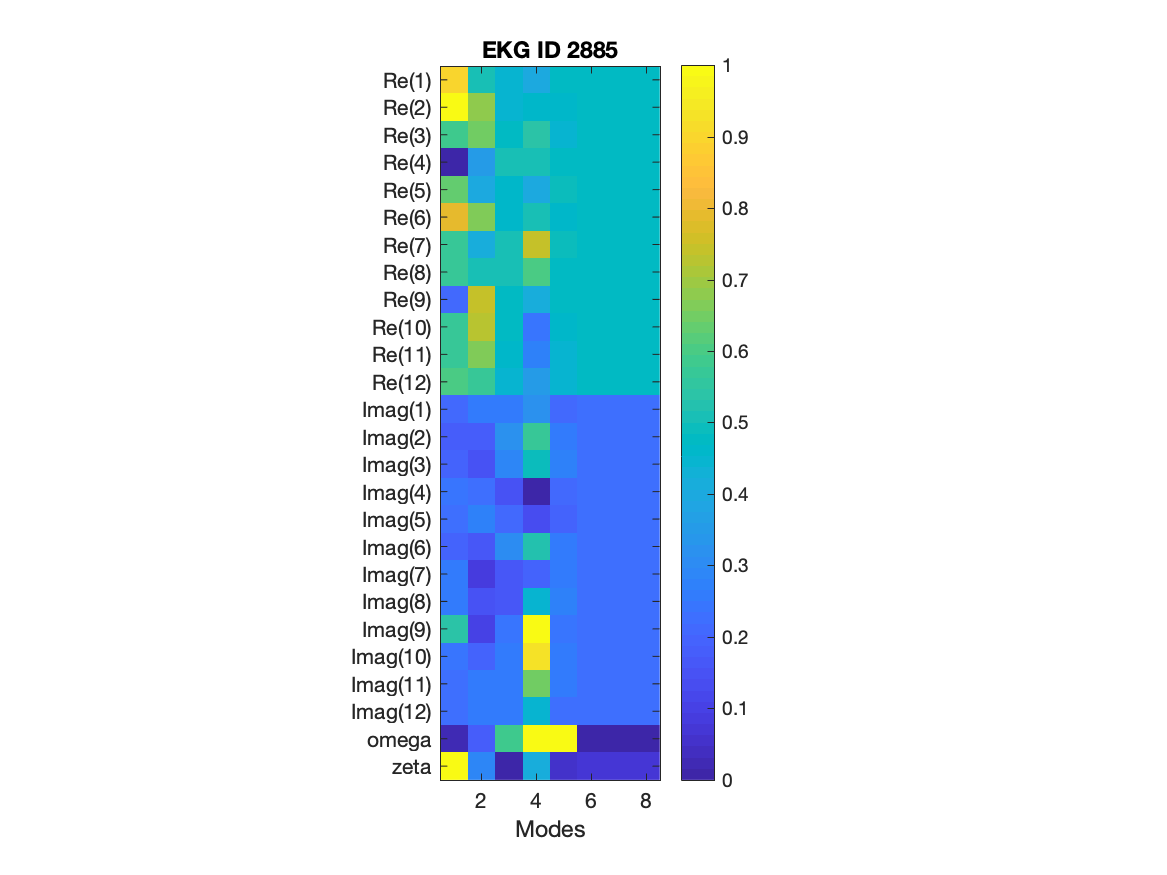 EKG ID 2885
Re(1)
Re(2)
Re(3)
Re(4)
Re(5)
Re(6)
Re(7)
Re(8)
Re(9)
Re(10)
Re(11)
Re(12)
Imag(1)
Imag(2)
Imag(3)
Imag(4)
Imag(5)
Imag(6)
Imag(7)
Imag(8)
Imag(9)
Imag(10)
Imag(11)
Imag(12)
omega
zeta
2 4 6 8
Modes
1
0.9
0.8
0.7
0.6
0.5
0.4
0.3
0.2
0.1
0